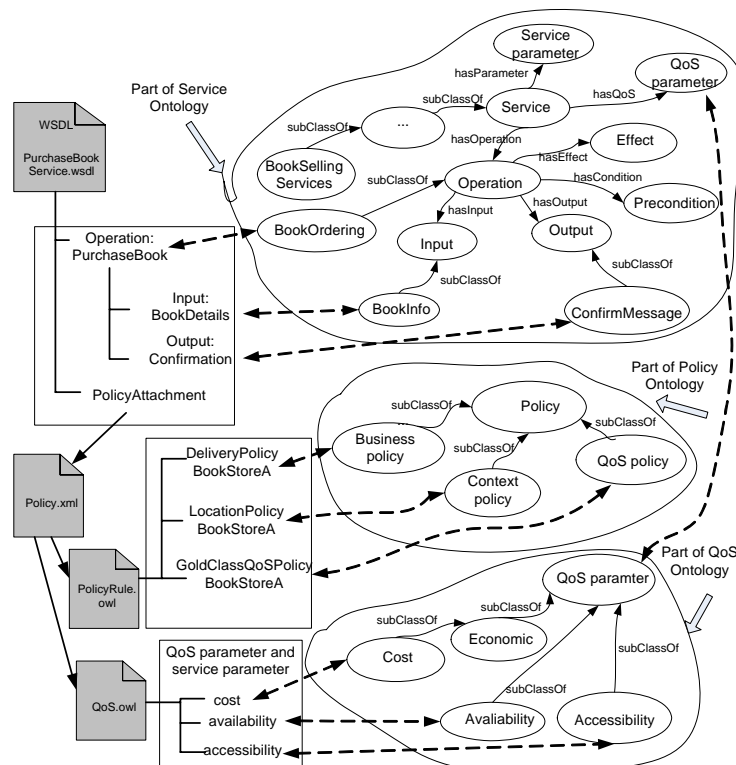 Service
parameter
QoS
parameter
hasParameter
Part of Service
Ontology
subClassOf
hasQoS
Service
...
WSDL
PurchaseBook
Service.wsdl
subClassOf
hasOperation
Effect
hasEffect
BookSelling
Services
subClassOf
Operation
hasCondition
Precondition
hasInput
hasOutput
BookOrdering
Operation:
PurchaseBook
Input
Output
subClassOf
subClassOf
Input:
BookDetails
BookInfo
ConfirmMessage
Output:
Confirmation
PolicyAttachment
Part of Policy
Ontology
subClassOf
Policy
...
subClassOf
Business
policy
subClassOf
DeliveryPolicy
BookStoreA
QoS policy
Context
policy
Policy.xml
LocationPolicy
BookStoreA
GoldClassQoSPolicy
BookStoreA
PolicyRule.
owl
Part of QoS
Ontology
QoS paramter
subClassOf
subClassOf
Economic
QoS parameter and
service parameter
Cost
subClassOf
subClassOf
cost
QoS.owl
availability
Avaliability
Accessibility
accessibility